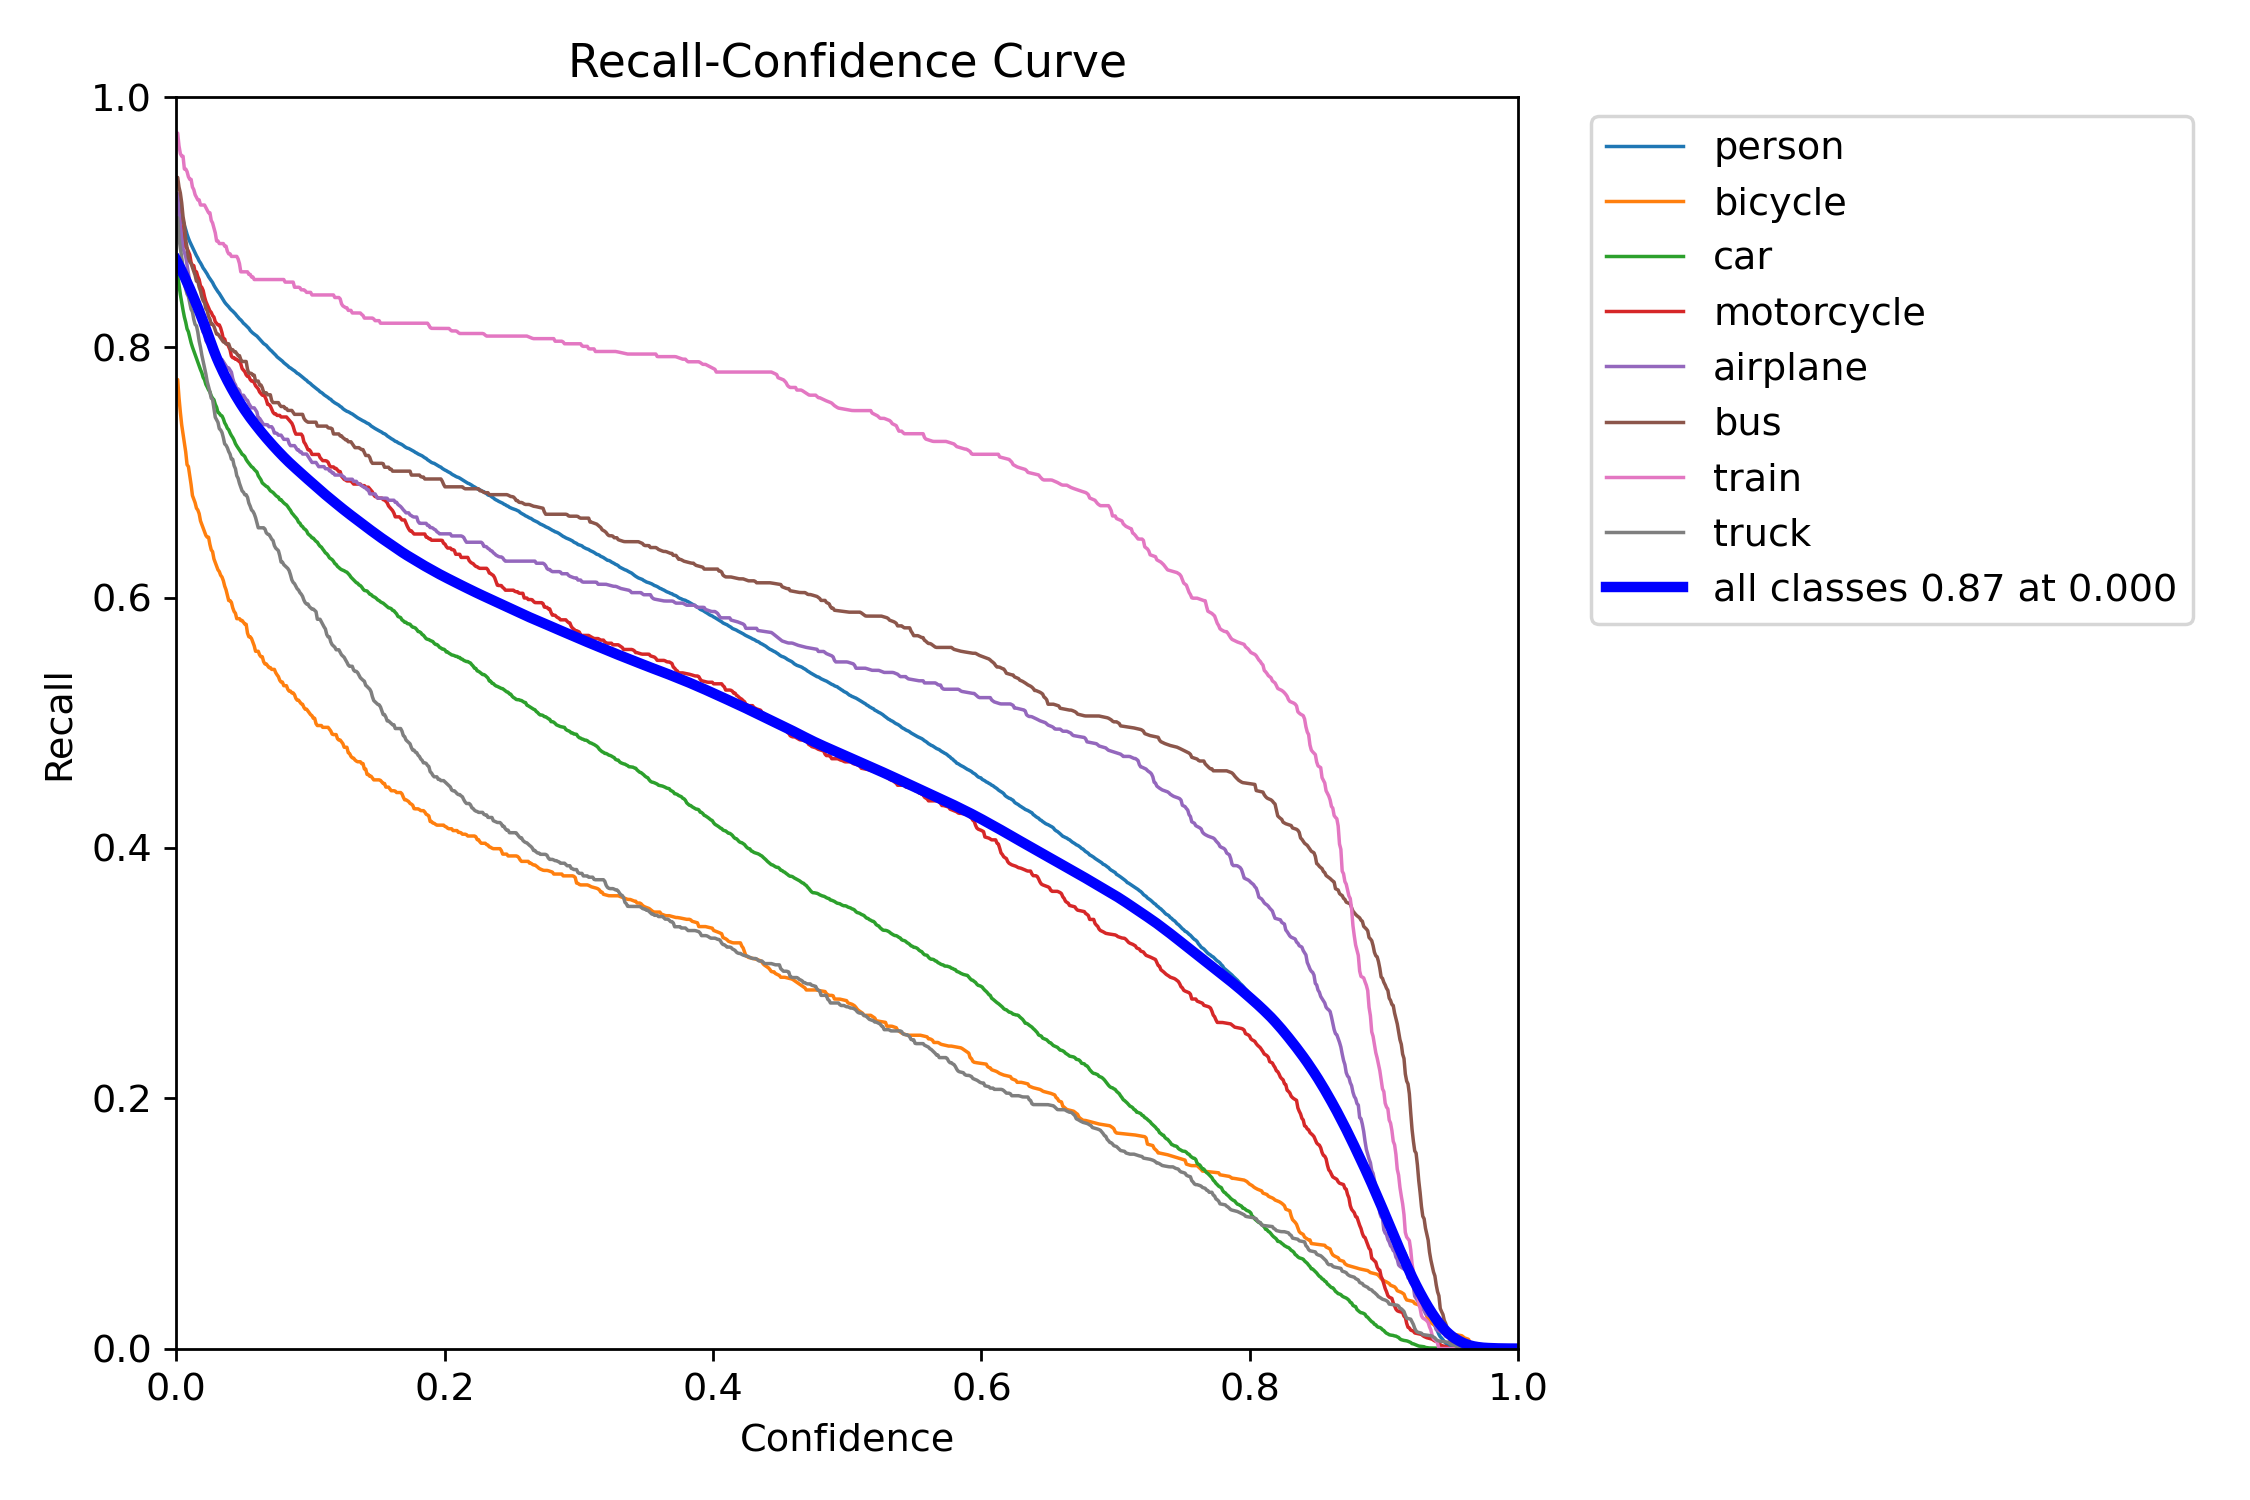 Recall-Confidence Curve
1.0
0.8
0.6
0.4
0.2
0.0
Recall
0.0 0.2 0.4 0.6 0.8 1.0
Confidence
person
bicycle
car
motorcycle
airplane
bus
train
truck
all classes 0.87 at 0.000